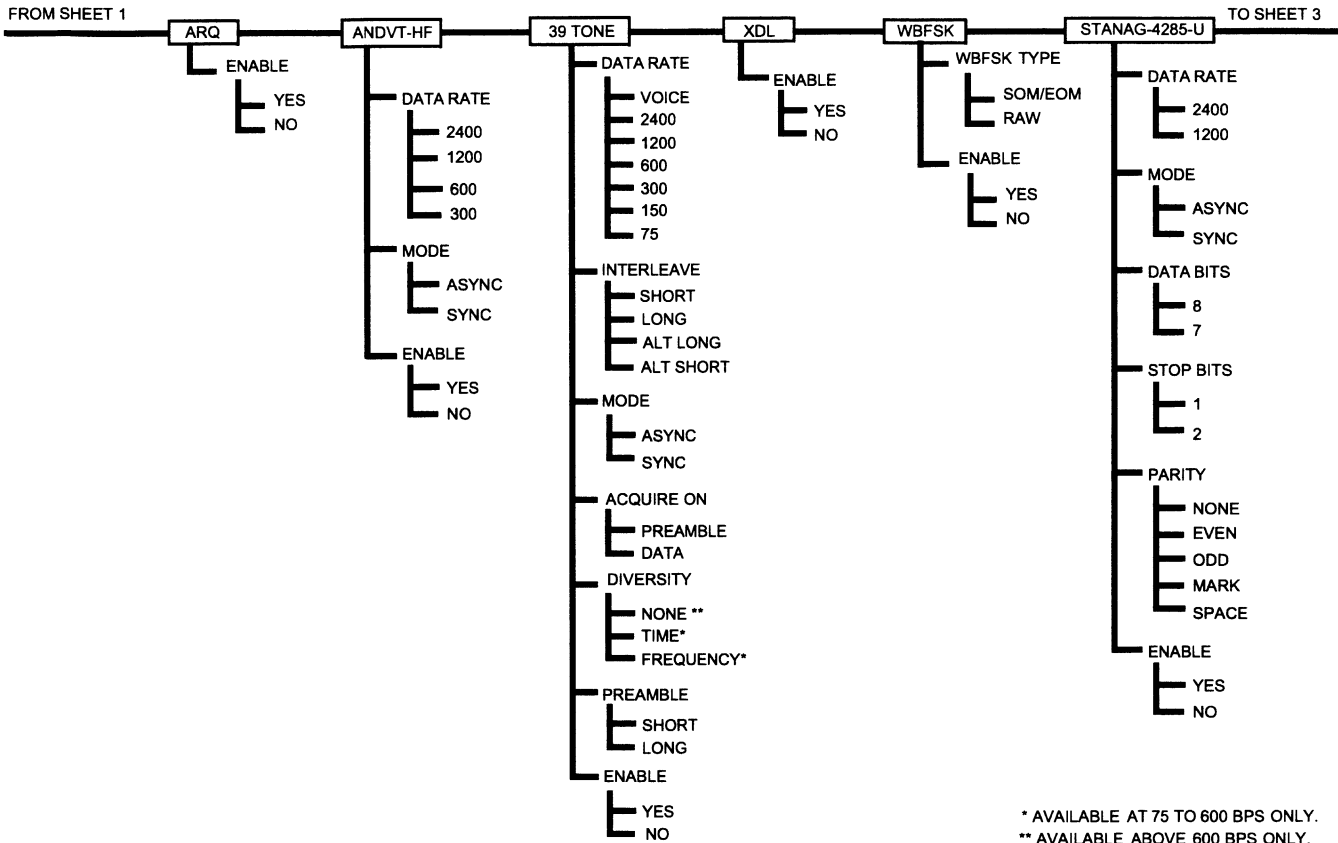 FROM SHEET 1
TO SHEET 3
ARQ
ENABLE
YES
NO
ANDVT-HF
DATA RATE
2400
1200
600
300
MODE
ASYNC
SYNC
ENABLE
YES
NO
39 TONE
DATA RATE
VOICE
2400
1200
600
300
150
75
INTERLEAVE
SHORT
LONG
ALT LONG
ALT SHORT
MODE
ASYNC
SYNC
ACQUIRE ON
PREAMBLE
DATA
DIVERSITY
NONE **
TIME*
FREQUENCY*
PREAMBLE
SHORT
LONG
ENABLE
YES
NO
XDL
ENABLE
YES
NO
WBFSK
WBFSK TYPE
SOM/EOM
RAW
ENABLE
YES
NO
STANAG-4285-U
DATA RATE
2400
1200
MODE
ASYNC
SYNC
DATA BITS
8
7
STOP BITS
1
2
PARITY
NONE
EVEN
ODD
MARK
SPACE
ENABLE
YES
NO
* AVAILABLE AT 75 TO 600 BPS ONLY.
** AVAILABLE ABOVE 600 BPS ONLY.